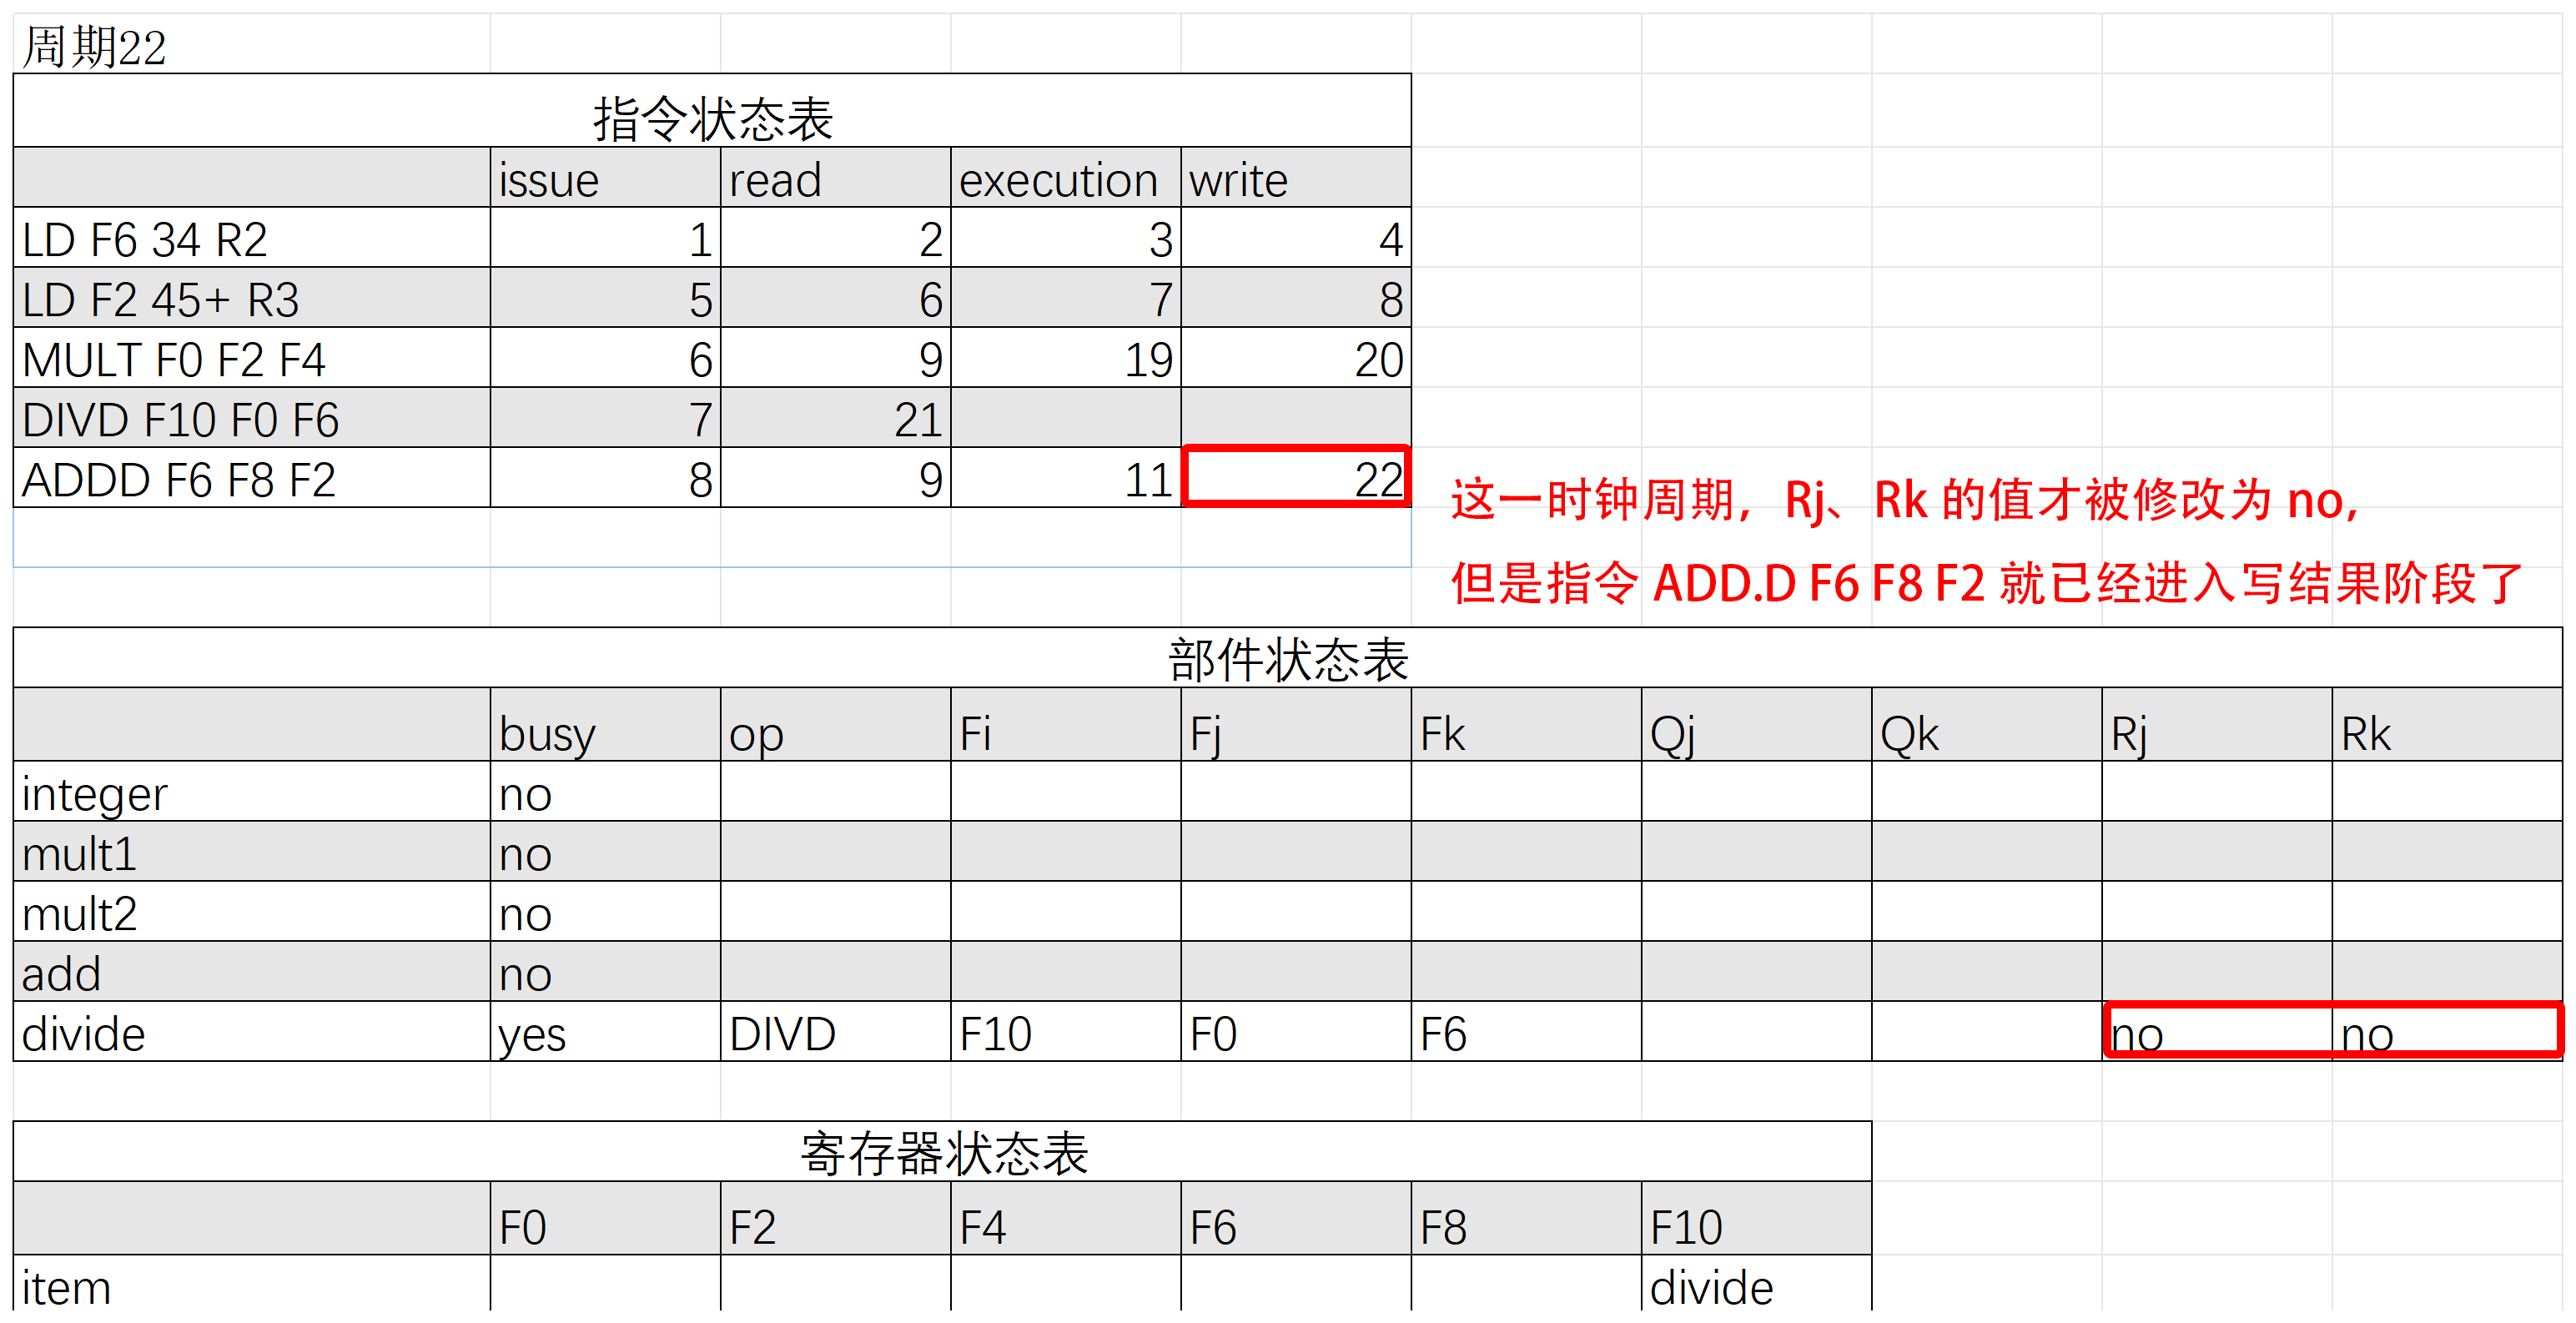 周期22
指令状态表
issue read execution write
LD F6 34 R2 1 2 3 4
LD F2 45+ R3 5 6 7 8
MULT F0 F2 F4 6 9 19 20
DIVD F10 F0 F6 7 21
ADDD F6 F8 F2 8 9 11 22
这一时钟周期，Rj、Rk 的值才被修改为 no,
但是指令 ADD.D F6 F8 F2 就已经进入写结果阶段了
部件状态表
busy op Fi Fj Fk Qj Qk Rj Rk
integer no
mult1 no
mult2 no
add no
divide yes DIVD F10 F0 F6 no no
寄存器状态表
F0 F2 F4 F6 F8 F10
item divide